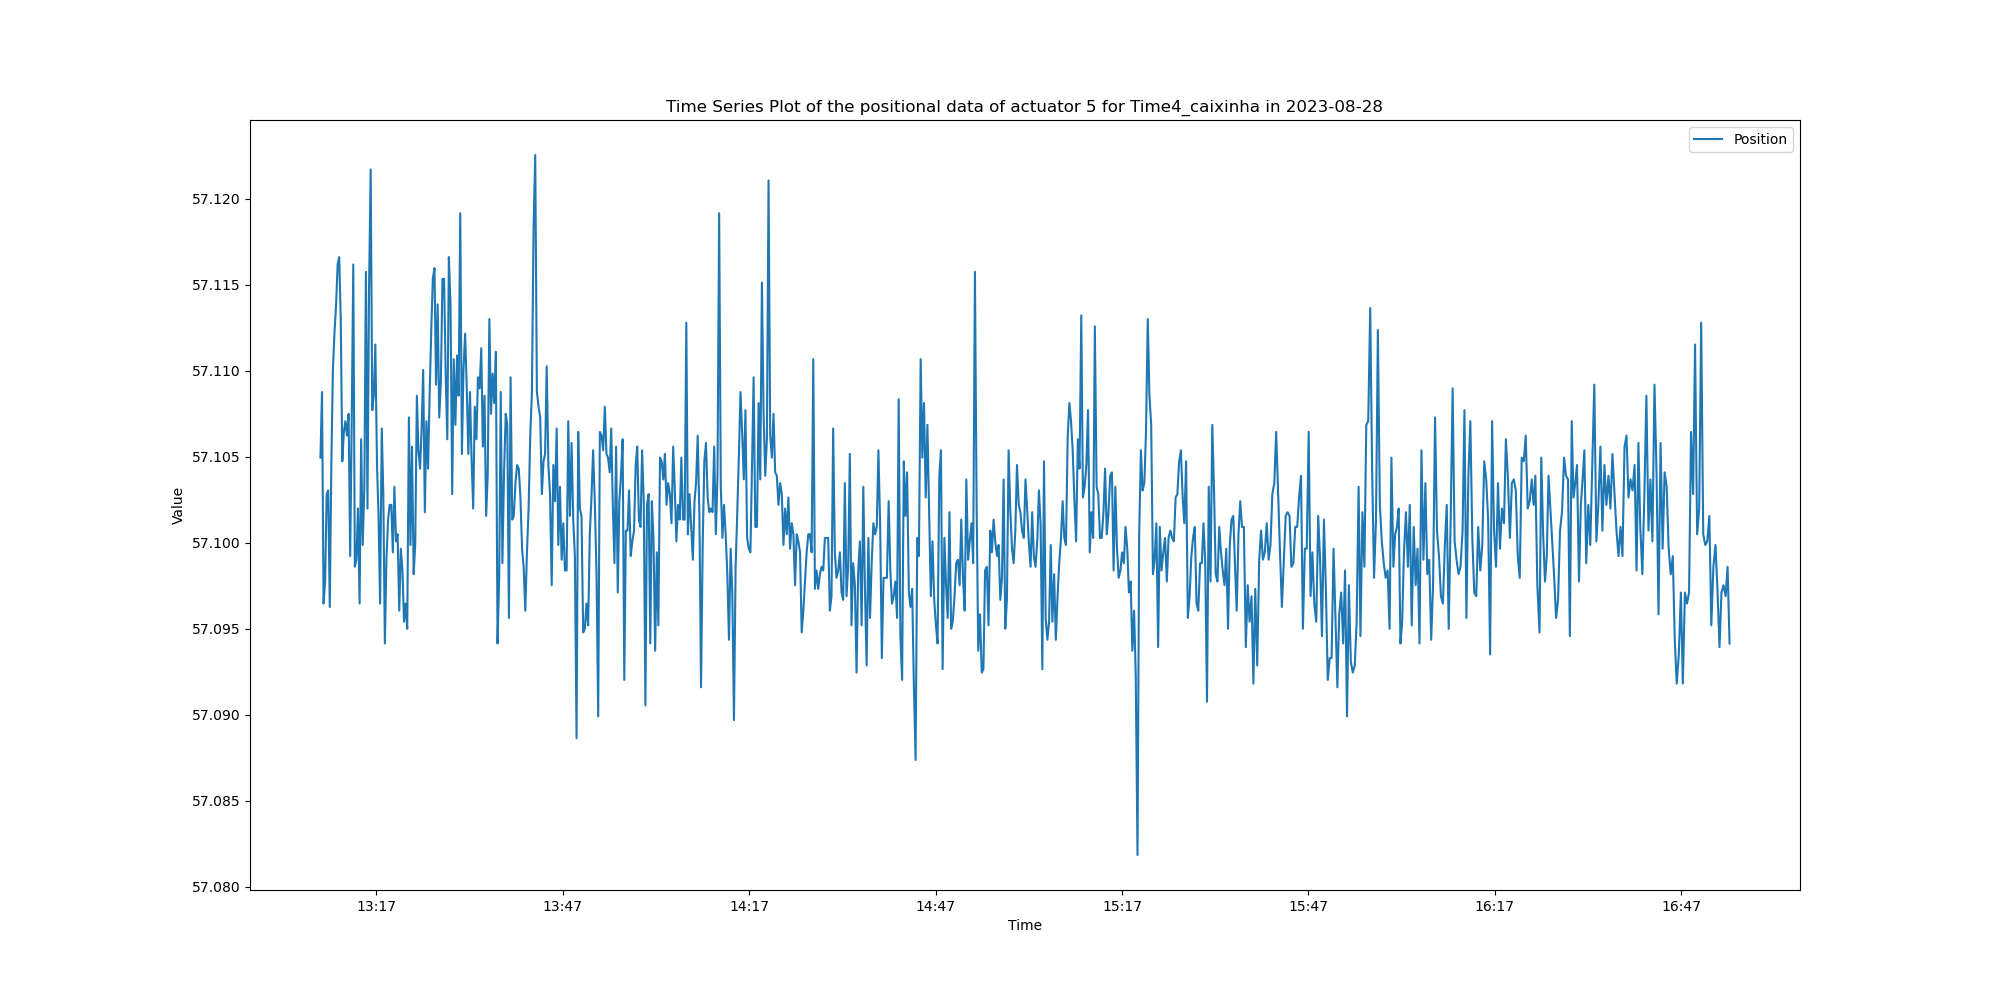 Time Series Plot of the positional data of actuator 5 for Time4_caixinha in 2023-08-28
Position
57.120
57.115
57.110
57.105
57.100
57.095
57.090
57.085
57.080
Value
13:17 13:47 14:17 14:47 15:17 15:47 16:17 16:47
Time